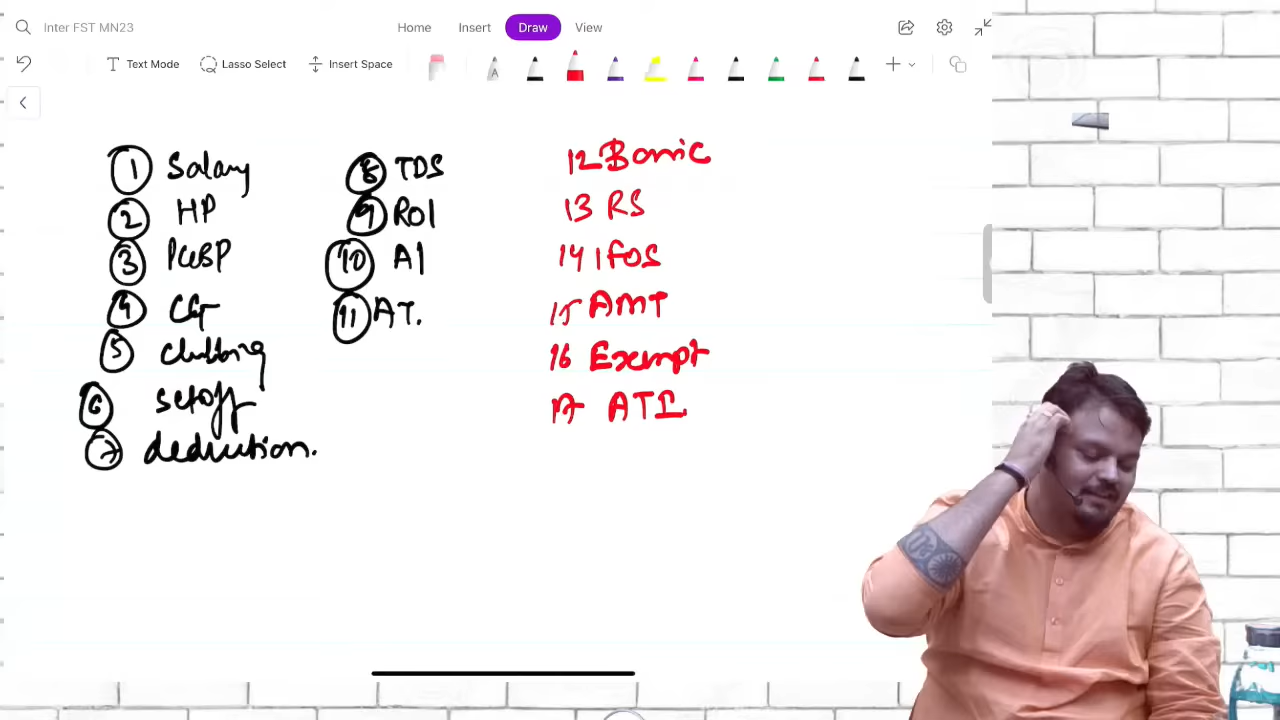 Inter FST MN23
Home Insert Draw View
Text Mode Lasso Select Insert Space
1 Salary
2 HP
3 PGBP
4 CG
5 Clubbing
6 Setoff
7 deduction.
8 TDS
9 ROI
10 AI
11 AT.
12 Bonic
13 RS
14 IFOS
15 AMT
16 Exempt
17 ATI